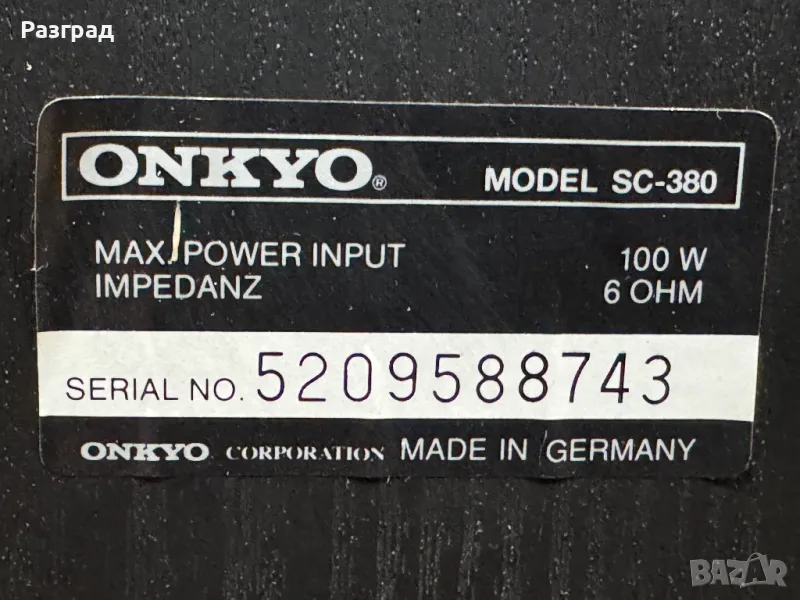 Разград
ONKYO® MODEL SC-380
MAX. POWER INPUT 100 W
IMPEDANZ 6 OHM
SERIAL NO. 5209588743
ONKYO CORPORATION MADE IN GERMANY
BAZAR